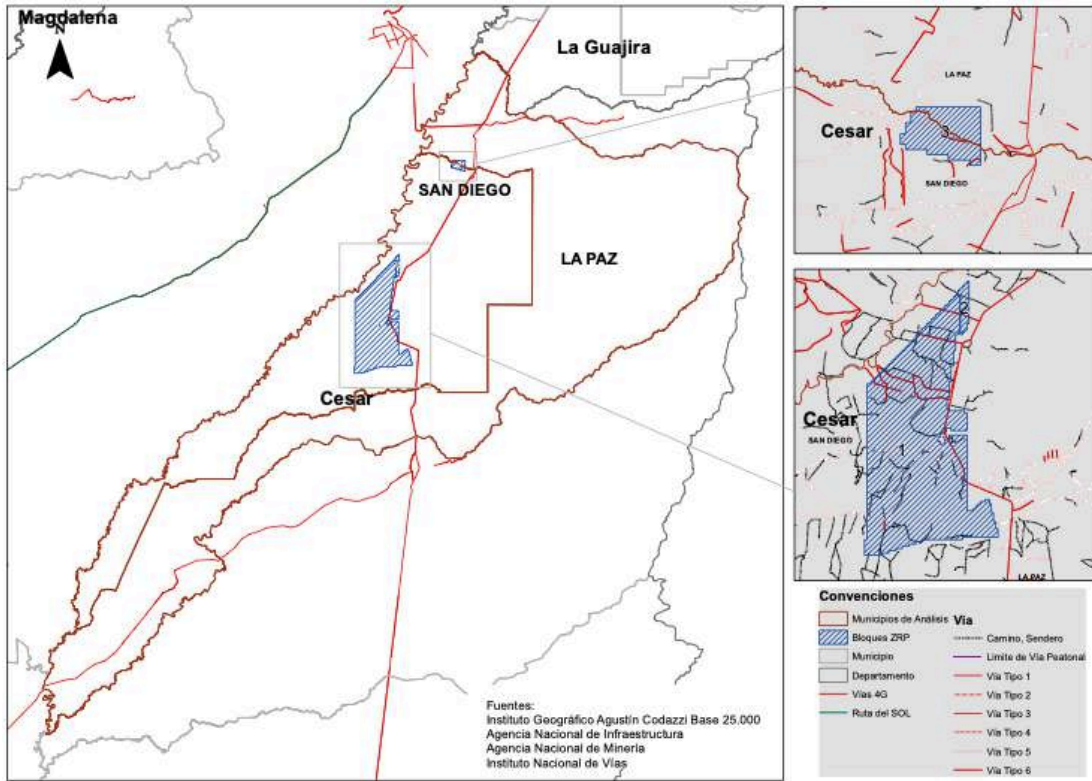 Magdalena
N
La Guajira
SAN DIEGO
LA PAZ
Cesar
Fuentes:
Instituto Geográfico Agustín Codazzi Base 25.000
Agencia Nacional de Infraestructura
Agencia Nacional de Minería
Instituto Nacional de Vías
LA PAZ
Cesar
3
SAN DIEGO
2
Cesar
SAN DIEGO
1
LA PAZ
Convenciones
Municipios de Análisis
Bloques ZRP
Municipio
Departamento
Vías 4G
Ruta del SOL
Vía
Camino, Sendero
Limite de Vía Peatonal
Vía Tipo 1
Vía Tipo 2
Vía Tipo 3
Vía Tipo 4
Vía Tipo 5
Vía Tipo 6